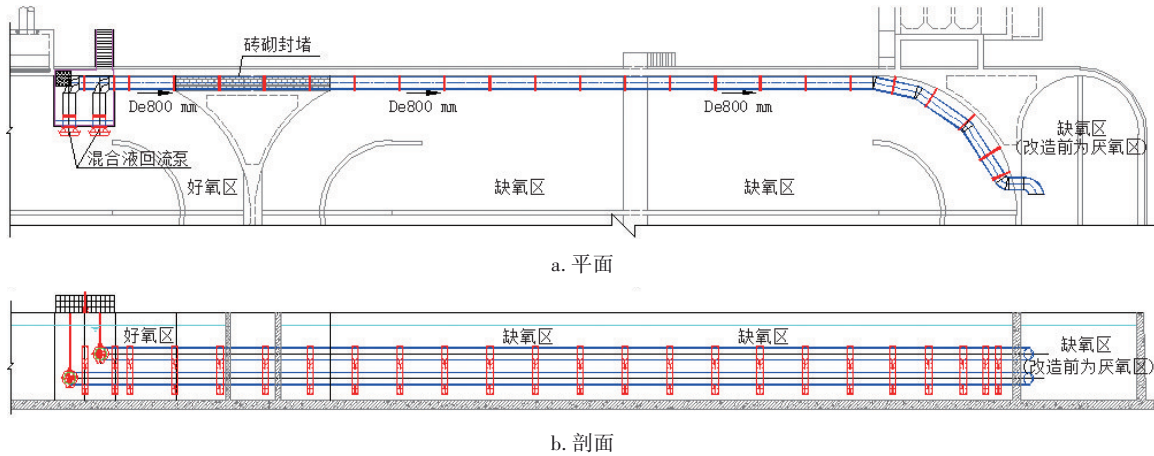 砖砌封堵
De800 mm
De800 mm
De800 mm
混合液回流泵
好氧区
缺氧区
缺氧区
缺氧区
(改造前为厌氧区)
a. 平面
好氧区
缺氧区
缺氧区
缺氧区
(改造前为厌氧区)
b. 剖面